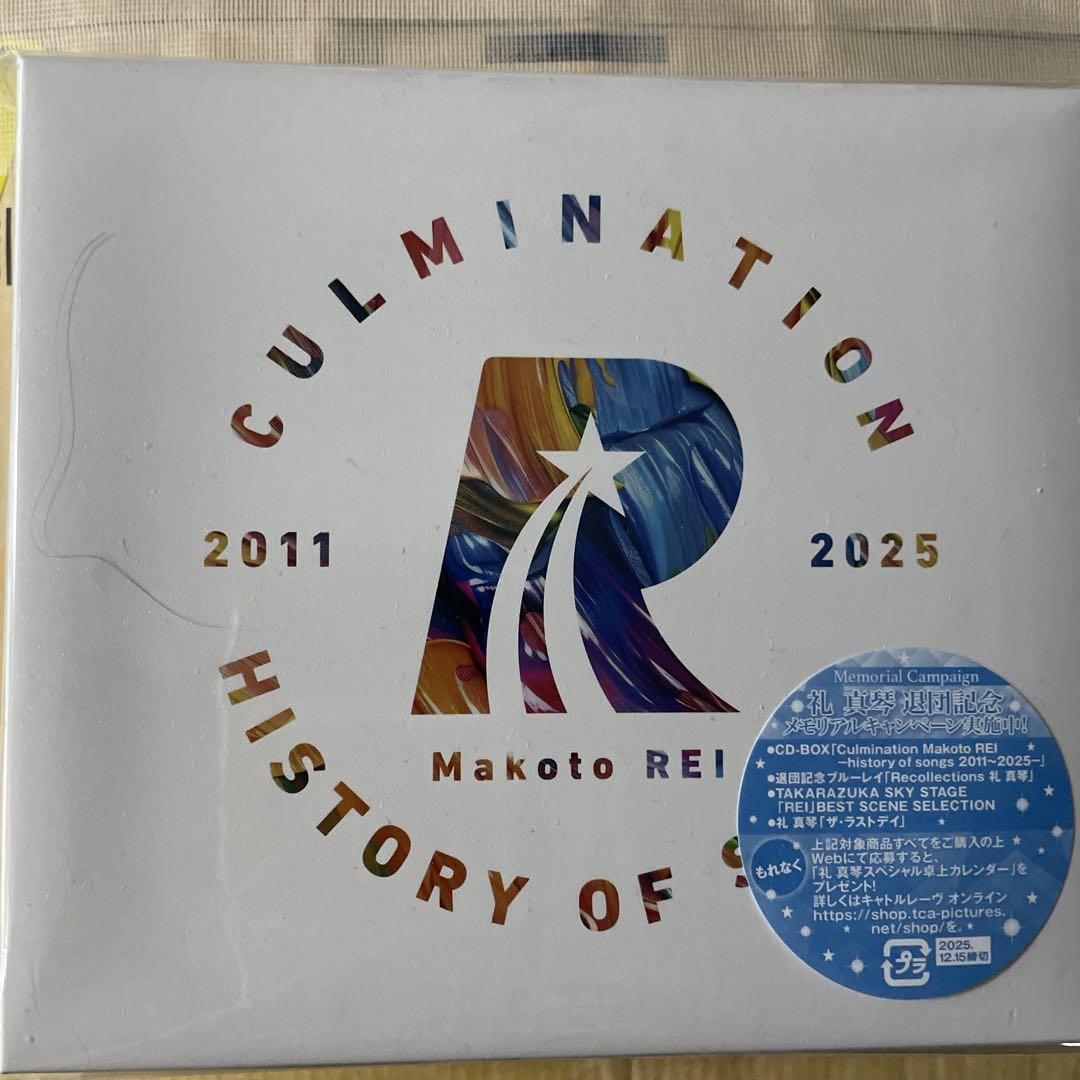 CULMINATION
2011
2025
Makoto REI
HISTORY OF S
Memorial Campaign
礼 真琴 退団記念
メモリアルキャンペーン実施中!
●CD-BOX「Culmination Makoto REI
－history of songs 2011~2025－」
●退団記念ブルーレイ「Recollections 礼 真琴」
●TAKARAZUKA SKY STAGE
「REI」BEST SCENE SELECTION
●礼 真琴「ザ・ラストデイ」
もれなく
上記対象商品すべてをご購入の上
Webにて応募すると、
「礼 真琴スペシャル卓上カレンダー」を
プレゼント!
詳しくはキャトルレーヴ オンライン
https://shop.tca-pictures.
net/shop/を。
プラ
2025.
12.15締切